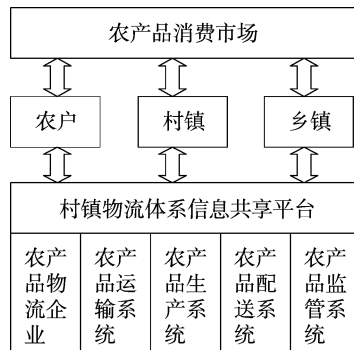 农产品消费市场
农户
村镇
乡镇
村镇物流体系信息共享平台
农产
品物
流企
业
农产
品运
输系
统
农产
品生
产系
统
农产
品配
送系
统
农产
品监
管系
统